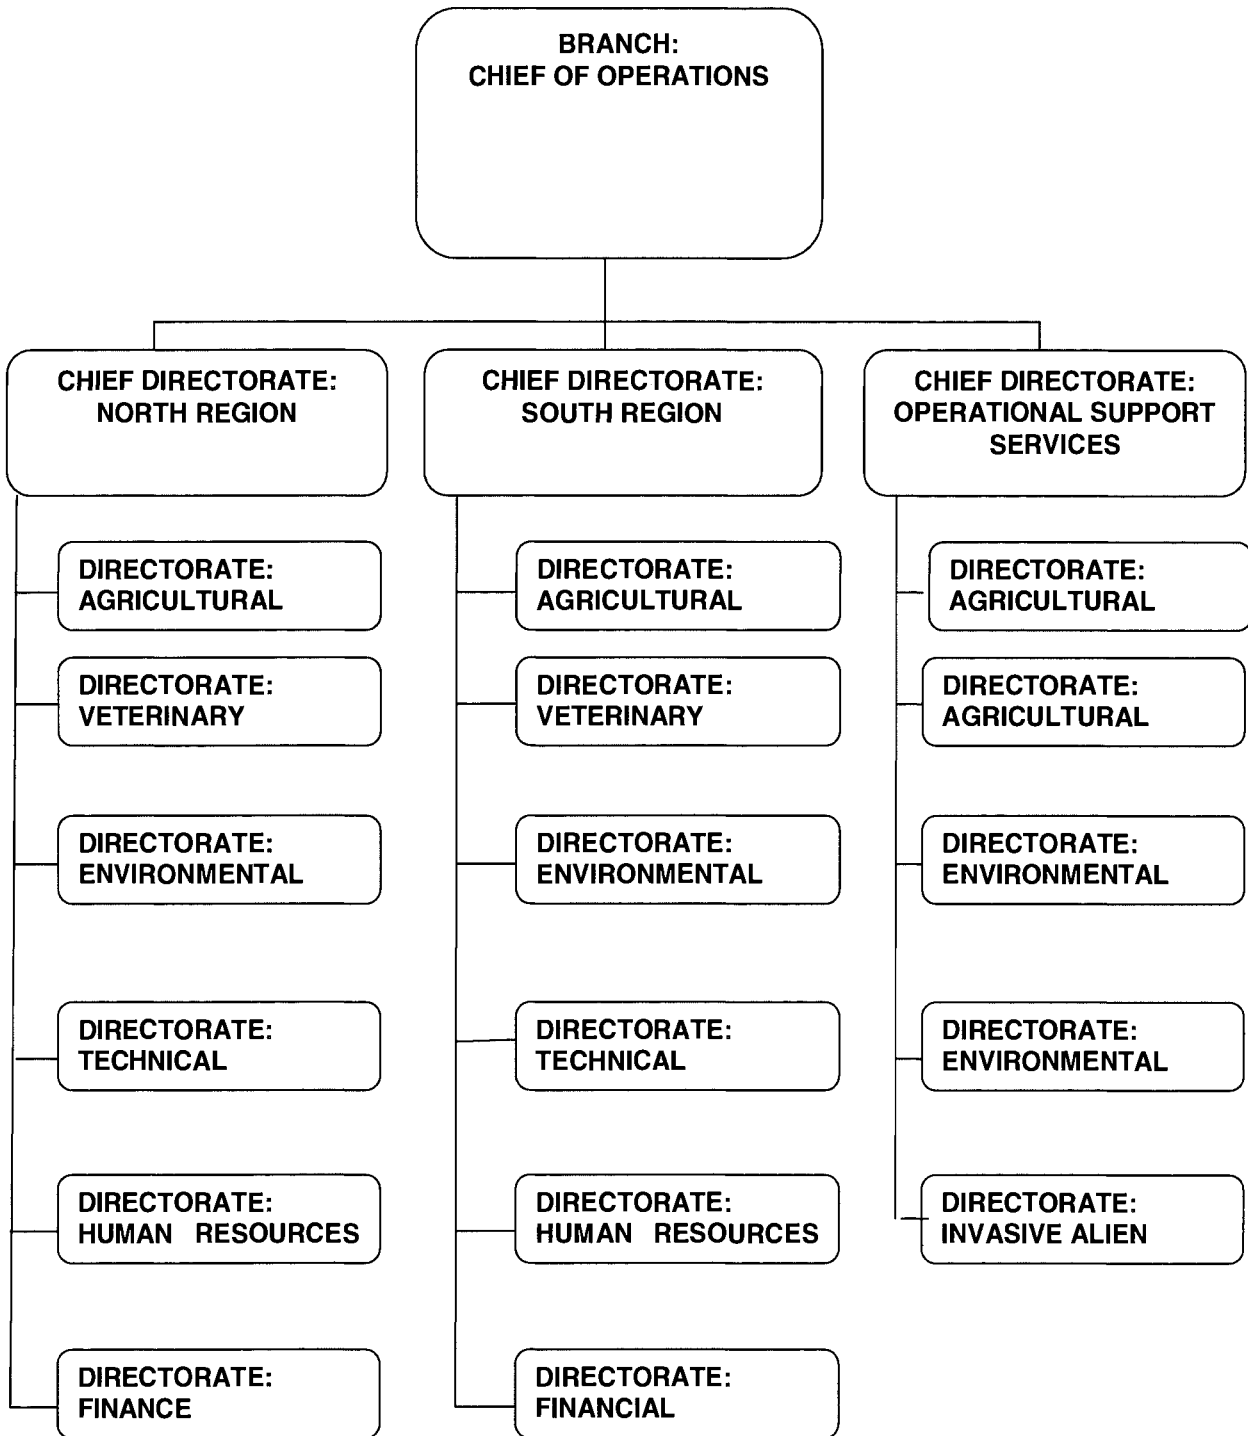 BRANCH:
CHIEF OF OPERATIONS
CHIEF DIRECTORATE:
NORTH REGION
CHIEF DIRECTORATE:
SOUTH REGION
CHIEF DIRECTORATE:
OPERATIONAL SUPPORT
SERVICES
DIRECTORATE:
AGRICULTURAL
DIRECTORATE:
AGRICULTURAL
DIRECTORATE:
AGRICULTURAL
DIRECTORATE:
VETERINARY
DIRECTORATE:
VETERINARY
DIRECTORATE:
AGRICULTURAL
DIRECTORATE:
ENVIRONMENTAL
DIRECTORATE:
ENVIRONMENTAL
DIRECTORATE:
ENVIRONMENTAL
DIRECTORATE:
TECHNICAL
DIRECTORATE:
TECHNICAL
DIRECTORATE:
ENVIRONMENTAL
DIRECTORATE:
HUMAN RESOURCES
DIRECTORATE:
HUMAN RESOURCES
DIRECTORATE:
INVASIVE ALIEN
DIRECTORATE:
FINANCE
DIRECTORATE:
FINANCIAL